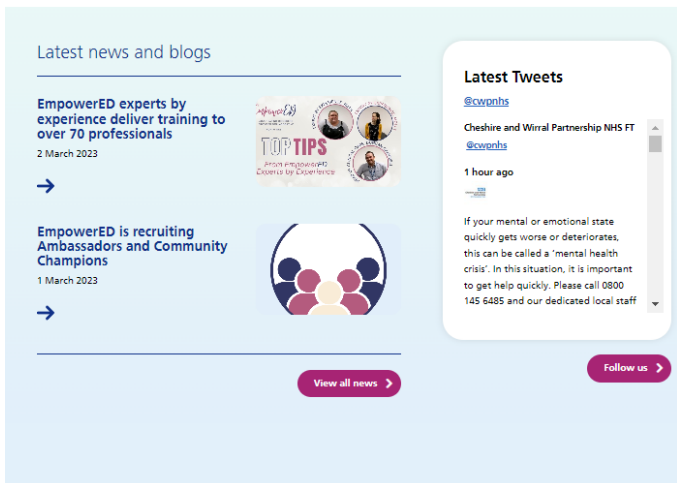 Latest news and blogs
EmpowerED experts by
experience deliver training to
over 70 professionals
2 March 2023
EmpowerED
TOP TIPS
From EmpowerED
Experts by Experience
EmpowerED is recruiting
Ambassadors and Community
Champions
1 March 2023
View all news
Latest Tweets
@cwpnhs
Cheshire and Wirral Partnership NHS FT
@cwpnhs
1 hour ago
If your mental or emotional state
quickly gets worse or deteriorates,
this can be called a ‘mental health
crisis’. In this situation, it is important
to get help quickly. Please call 0800
145 6485 and our dedicated local staff
Follow us